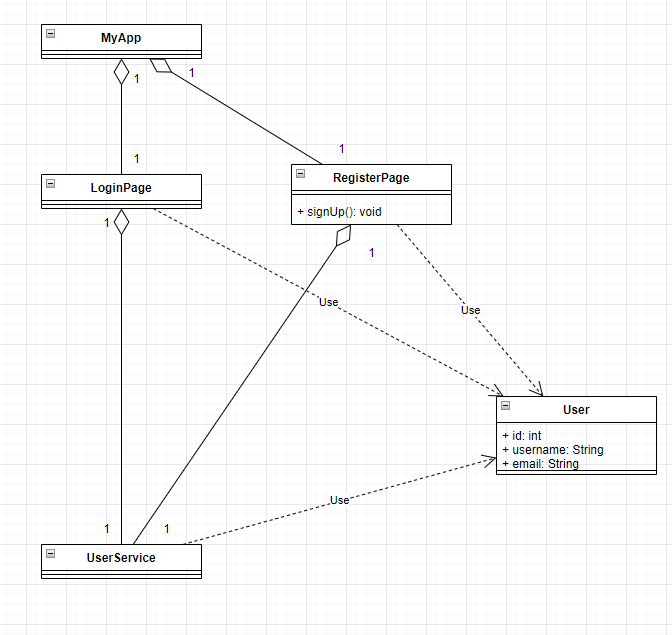 MyApp
1
1
1
1
LoginPage
RegisterPage
+ signUp(): void
1
1
Use
Use
User
+ id: int
+ username: String
+ email: String
Use
1
1
UserService